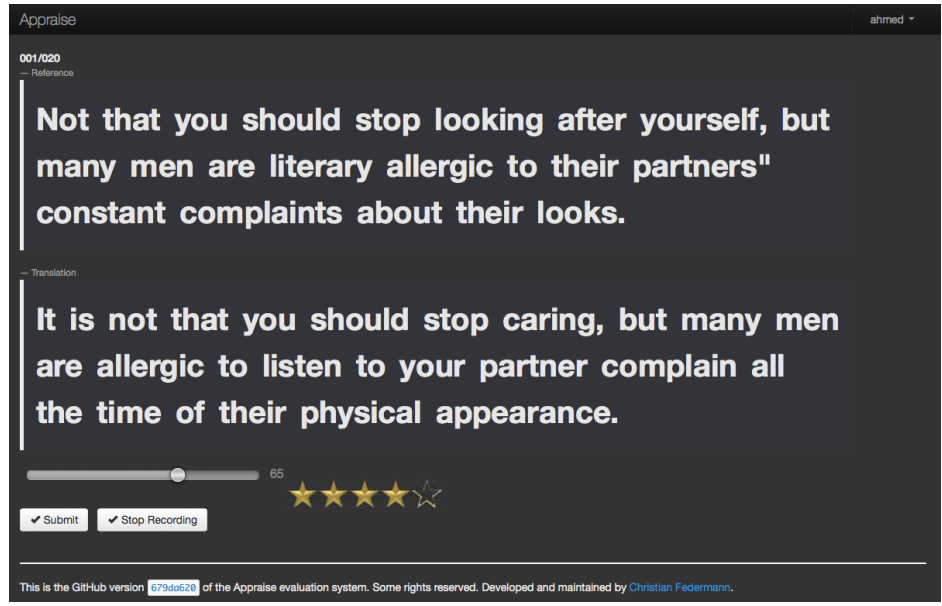 Appraise
ahmed
001/020
— Reference
Not that you should stop looking after yourself, but
many men are literary allergic to their partners"
constant complaints about their looks.
— Translation
It is not that you should stop caring, but many men
are allergic to listen to your partner complain all
the time of their physical appearance.
65
✔ Submit
✔ Stop Recording
This is the GitHub version 679da620 of the Appraise evaluation system. Some rights reserved. Developed and maintained by Christian Federmann.